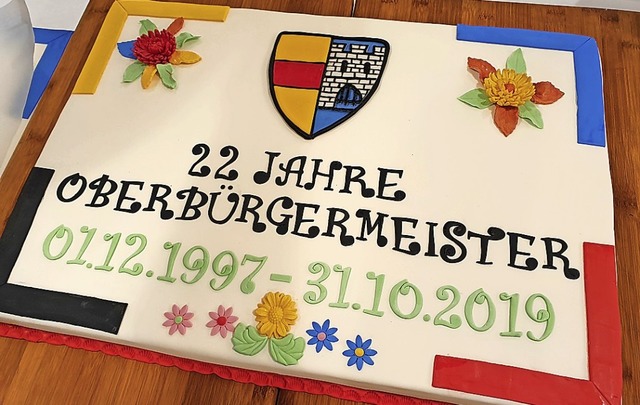 22 JAHRE
OBERBÜRGERMEISTER
01.12.1997-31.10.2019